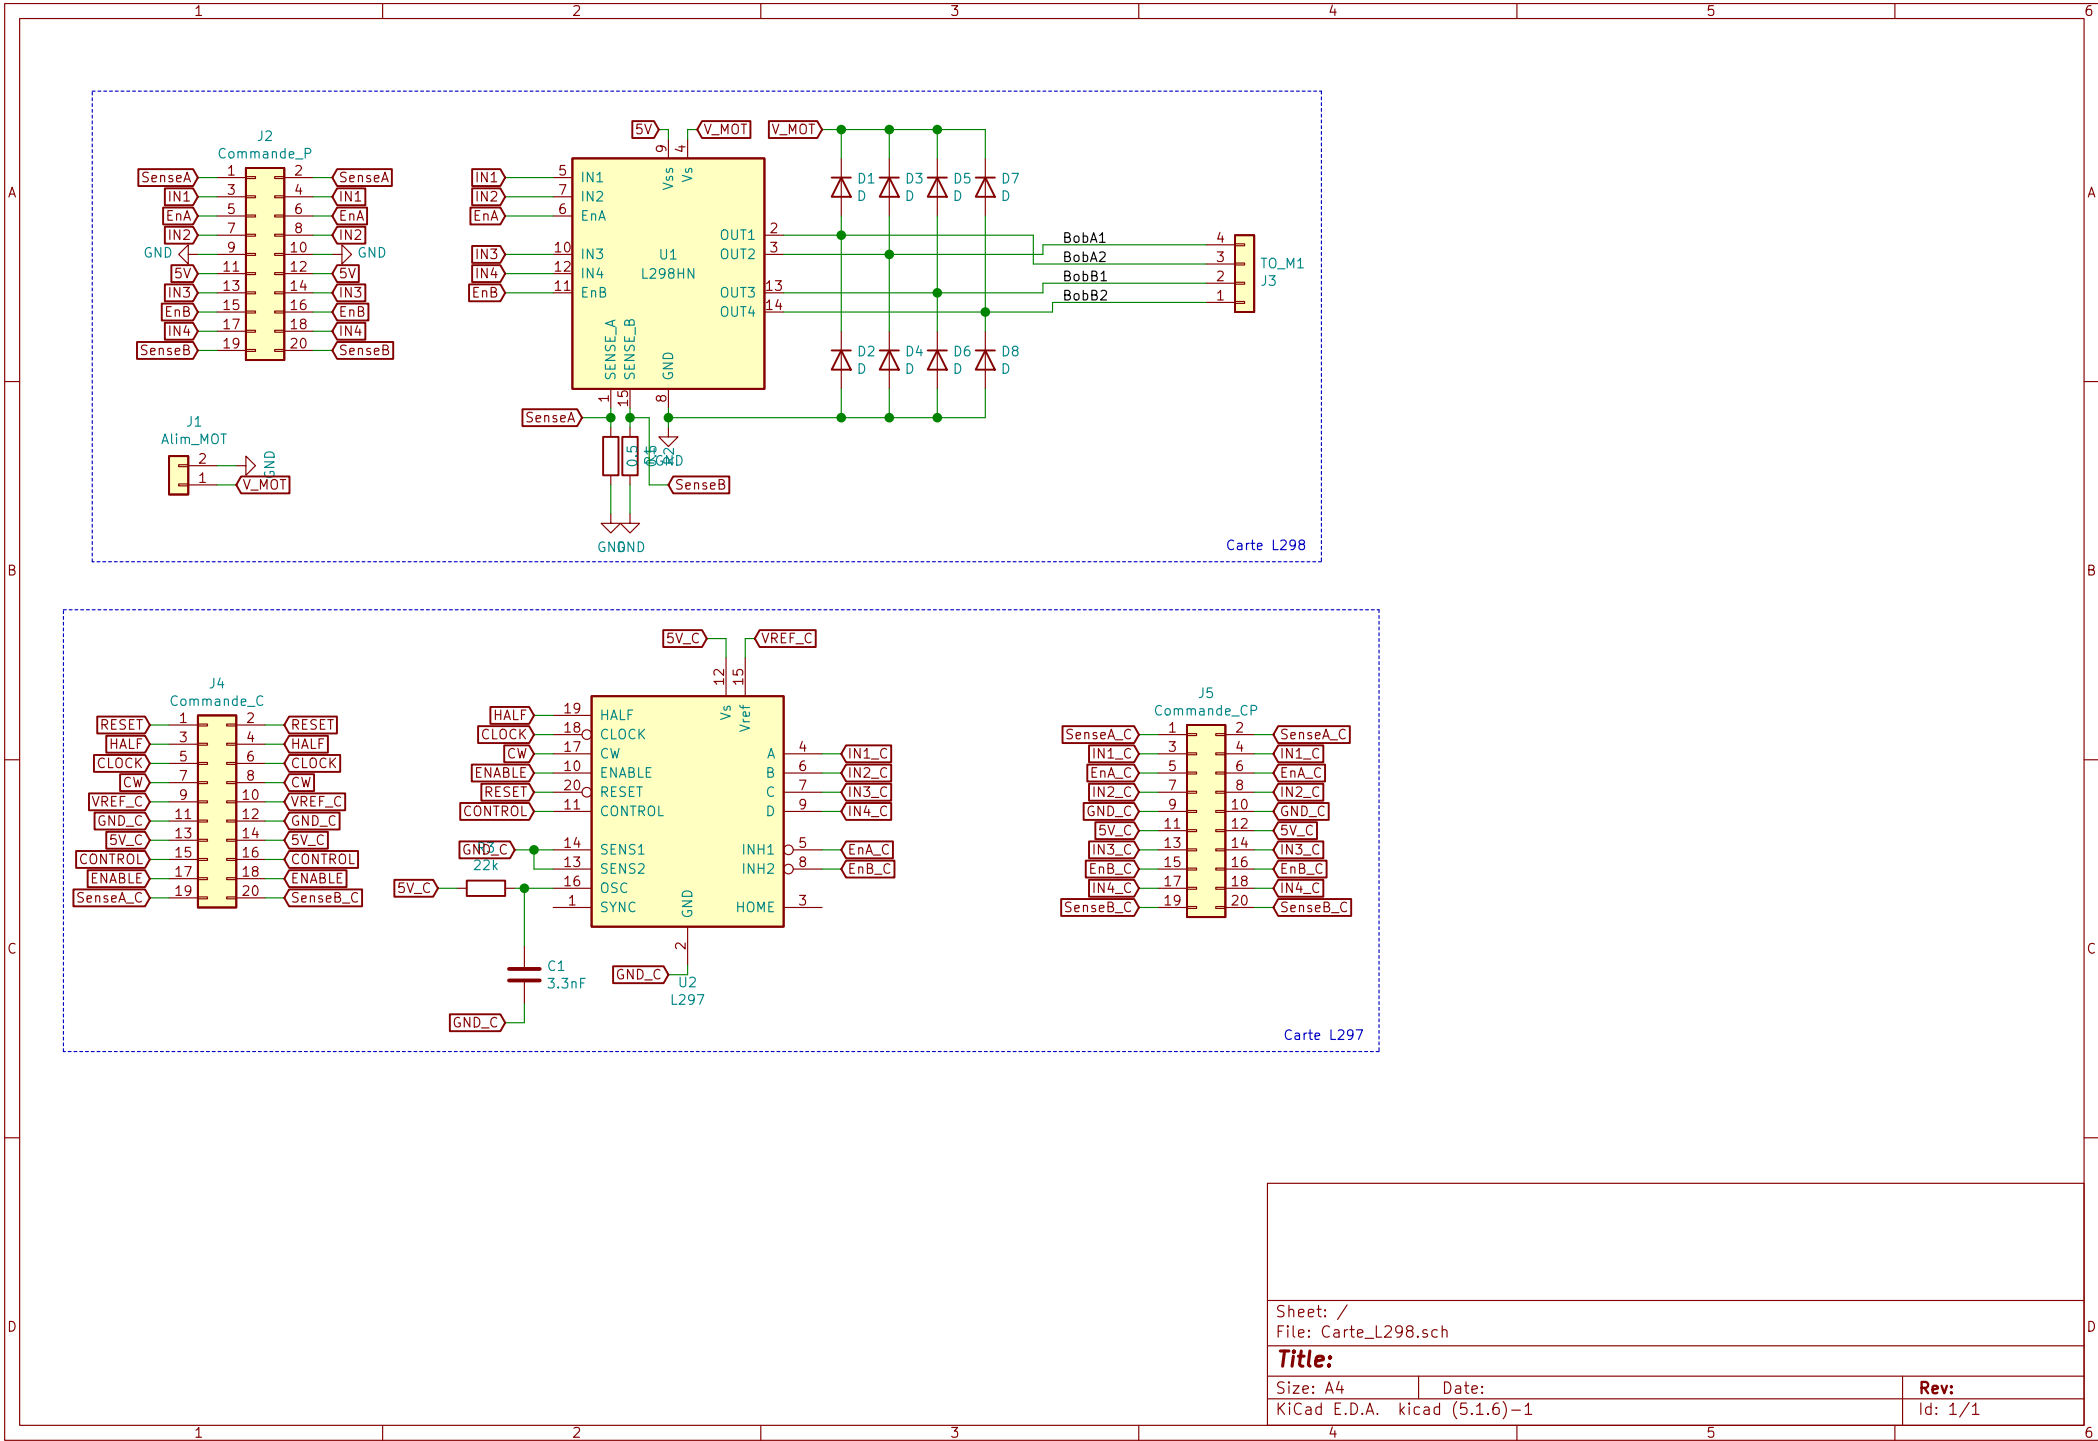 1 2 3 4 5 6
A
B
C
D
J2
Commande_P
SenseA 1 2 SenseA
IN1 3 4 IN1
EnA 5 6 EnA
IN2 7 8 IN2
GND 9 10 GND
5V 11 12 5V
IN3 13 14 IN3
EnB 15 16 EnB
IN4 17 18 IN4
SenseB 19 20 SenseB
J1
Alim_MOT
2 GND
1 V_MOT
5V V_MOT
9 4
Vss Vs
IN1 5 IN1
IN2 7 IN2
EnA 6 EnA
IN3 10 IN3
IN4 12 IN4
EnB 11 EnB
U1
L298HN
OUT1 2
OUT2 3
OUT3 13
OUT4 14
SENSE_A SENSE_B GND
1 15 8
SenseA
0.5
GND
SenseB
GND GND
V_MOT
D1 D3 D5 D7
D D D D
D2 D4 D6 D8
D D D D
BobA1 4
BobA2 3
BobB1 2
BobB2 1
TO_M1
J3
Carte L298
J4
Commande_C
RESET 1 2 RESET
HALF 3 4 HALF
CLOCK 5 6 CLOCK
CW 7 8 CW
VREF_C 9 10 VREF_C
GND_C 11 12 GND_C
5V_C 13 14 5V_C
CONTROL 15 16 CONTROL
ENABLE 17 18 ENABLE
SenseA_C 19 20 SenseB_C
5V_C VREF_C
12 15
Vs Vref
HALF 19 HALF
CLOCK 18 CLOCK
CW 17 CW
ENABLE 10 ENABLE
RESET 20 RESET
CONTROL 11 CONTROL
GND_C 14 SENS1
R3
22k
13 SENS2
5V_C 16 OSC
1 SYNC
A 4 IN1_C
B 6 IN2_C
C 7 IN3_C
D 9 IN4_C
INH1 5 EnA_C
INH2 8 EnB_C
HOME 3
GND
2
GND_C
U2
L297
C1
3.3nF
GND_C
J5
Commande_CP
SenseA_C 1 2 SenseA_C
IN1_C 3 4 IN1_C
EnA_C 5 6 EnA_C
IN2_C 7 8 IN2_C
GND_C 9 10 GND_C
5V_C 11 12 5V_C
IN3_C 13 14 IN3_C
EnB_C 15 16 EnB_C
IN4_C 17 18 IN4_C
SenseB_C 19 20 SenseB_C
Carte L297
Sheet: /
File: Carte_L298.sch
Title:
Size: A4 Date: Rev:
KiCad E.D.A. kicad (5.1.6)-1 Id: 1/1
A
B
C
D
1 2 3 4 5 6